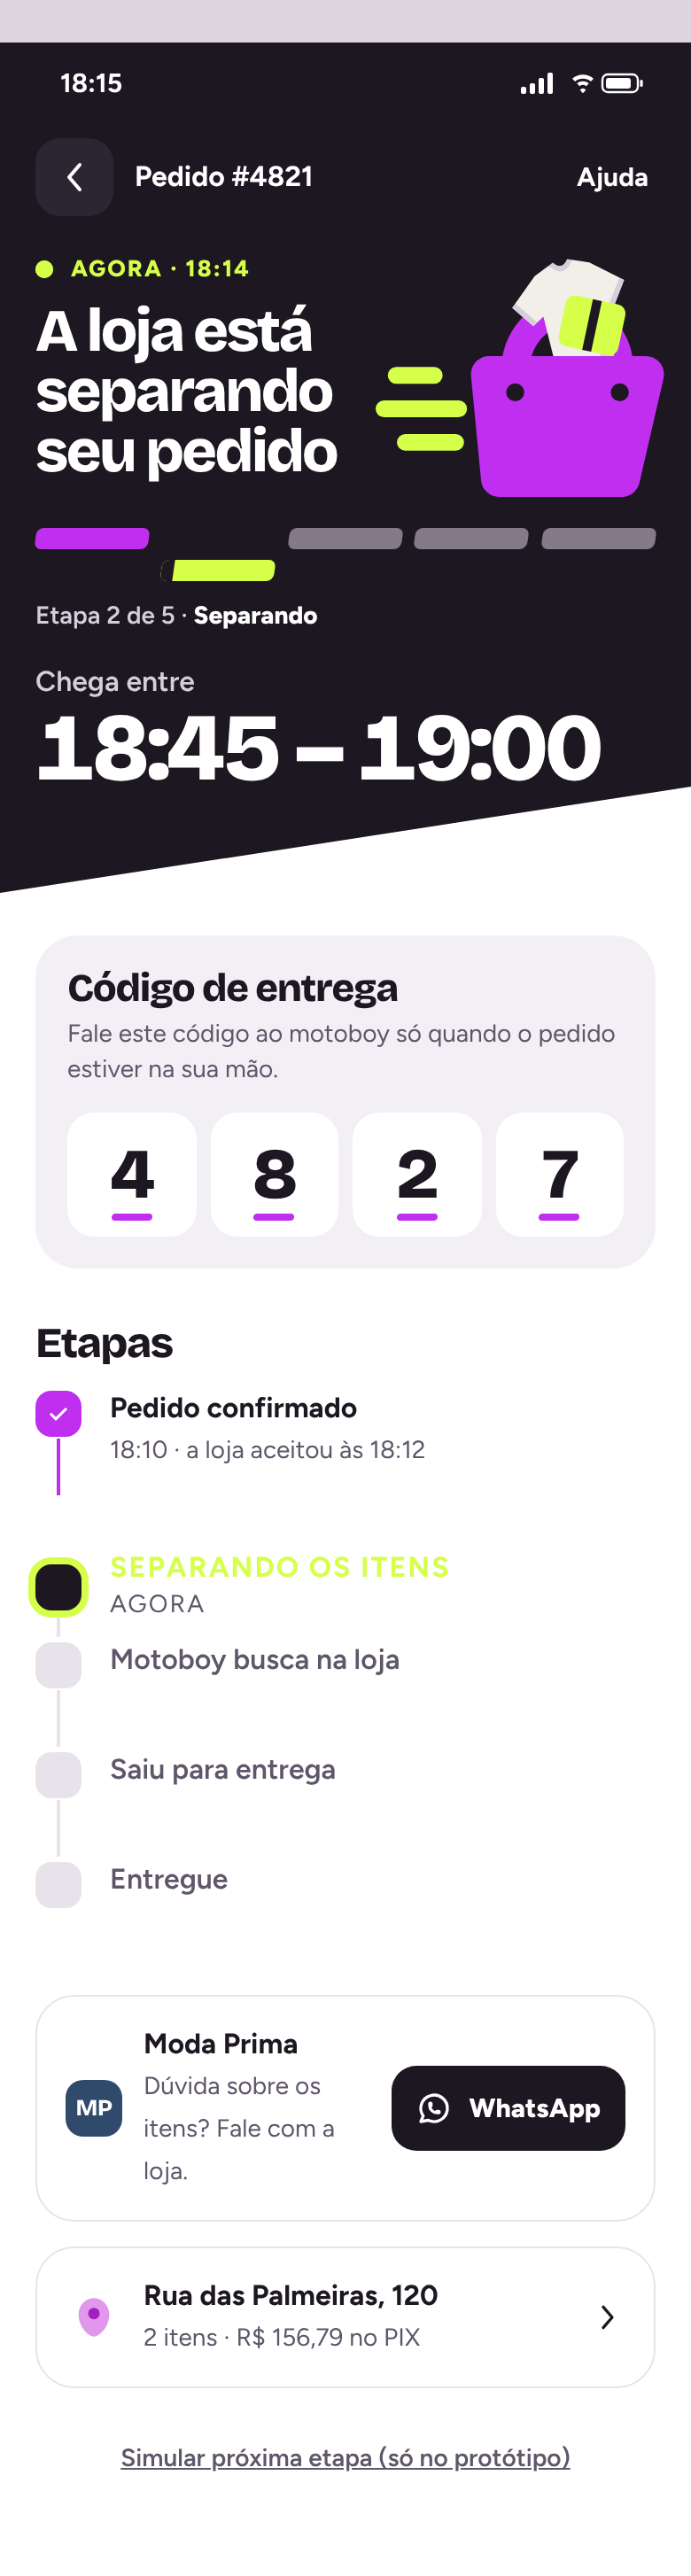 18:15
Pedido #4821
Ajuda
AGORA · 18:14
A loja está
separando
seu pedido
Etapa 2 de 5 · Separando
Chega entre
18:45 – 19:00
Código de entrega
Fale este código ao motoboy só quando o pedido
estiver na sua mão.
4 8 2 7
Etapas
Pedido confirmado
18:10 · a loja aceitou às 18:12
SEPARANDO OS ITENS
AGORA
Motoboy busca na loja
Saiu para entrega
Entregue
MP
Moda Prima
Dúvida sobre os
itens? Fale com a
loja.
WhatsApp
Rua das Palmeiras, 120
2 itens · R$ 156,79 no PIX
Simular próxima etapa (só no protótipo)